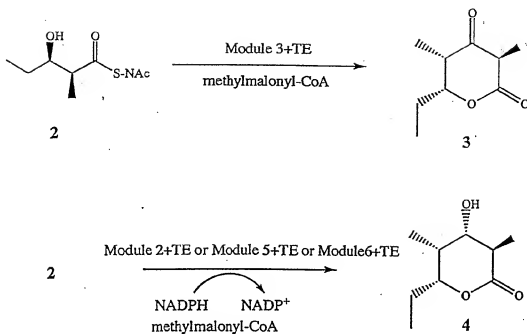 OH
O
S-NAc
2
Module 3+TE
methylmalonyl-CoA
O
O
O
3
2
Module 2+TE or Module 5+TE or Module6+TE
NADPH NADP+
methylmalonyl-CoA
OH
O
O
4